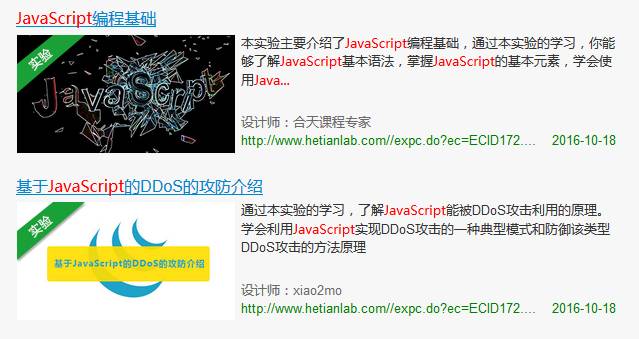 JavaScript编程基础
实验
JavaScript
本实验主要介绍了JavaScript编程基础，通过本实验的学习，你能
够了解JavaScript基本语法，掌握JavaScript的基本元素，学会使
用Java...
设计师：合天课程专家
http://www.hetianlab.com//expc.do?ec=ECID172.... 2016-10-18
基于JavaScript的DDoS的攻防介绍
实验
基于JavaScript的DDoS的攻防介绍
通过本实验的学习，了解JavaScript能被DDoS攻击利用的原理。
学会利用JavaScript实现DDoS攻击的一种典型模式和防御该类型
DDoS攻击的方法原理
设计师：xiao2mo
http://www.hetianlab.com//expc.do?ec=ECID172.... 2016-10-18